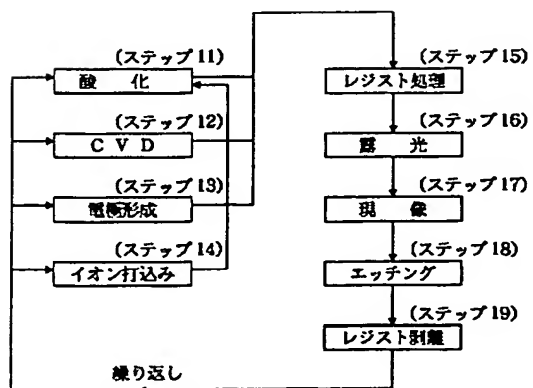 (ステップ11)
酸 化
(ステップ12)
C V D
(ステップ13)
電極形成
(ステップ14)
イオン打込み
(ステップ15)
レジスト処理
(ステップ16)
露 光
(ステップ17)
現 像
(ステップ18)
エッチング
(ステップ19)
レジスト剥離
繰り返し